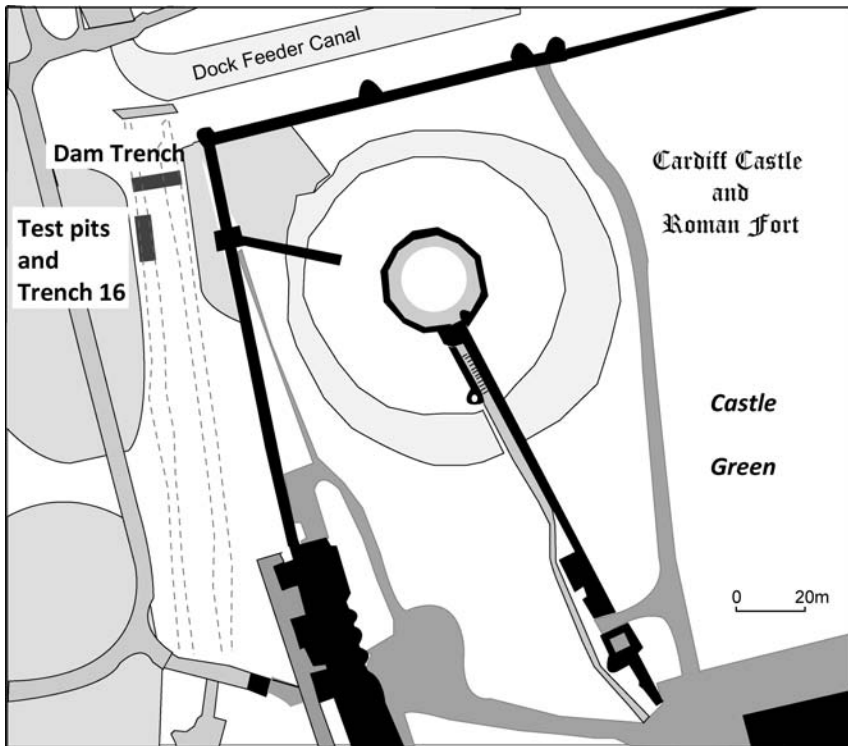 Dock Feeder Canal
Dam Trench
Test pits
and
Trench 16
Cardiff Castle
and
Roman Fort
Castle
Green
0 20m